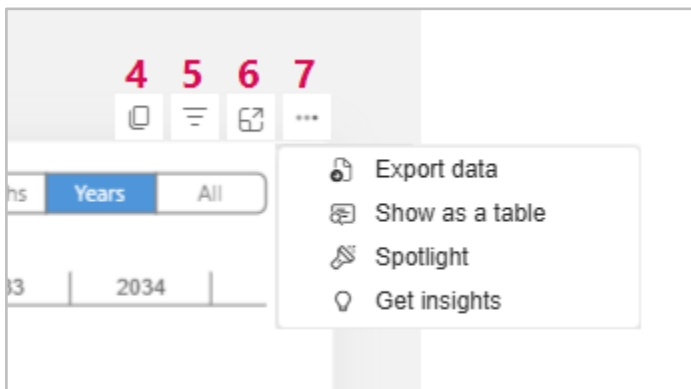 4 5 6 7
Export data
hs Years All
Show as a table
Spotlight
33 2034
Get insights